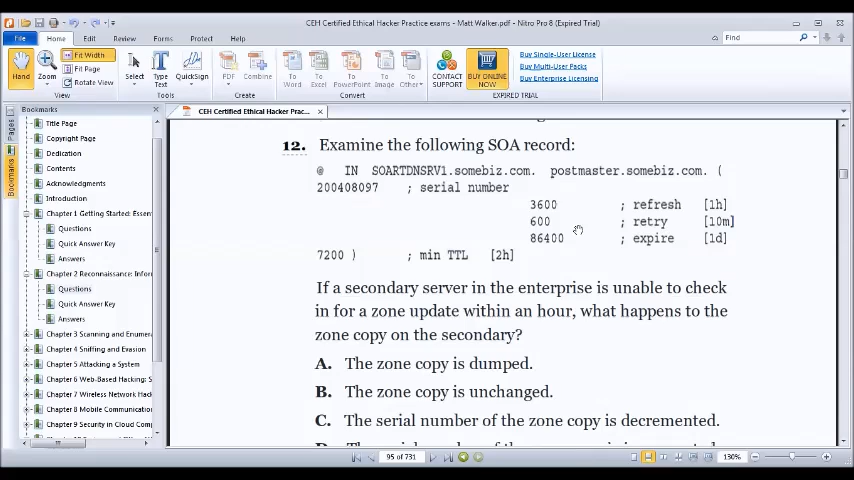 CEH Certified Ethical Hacker Practice exams - Matt Walker.pdf - Nitro Pro 8 (Expired Trial)
File Home Review Forms Protect Help Find
Hand
Zoom
Fit Width
Fit Page
Rotate View
View
Select
Type Text
QuickSign
Tools
PDF
Combine
Create
To Word
To Excel
To PowerPoint
To Image
To Other
Convert
CONTACT SUPPORT
BUY ONLINE NOW
Buy Single-User License
Buy Multi-User Packs
Buy Enterprise Licensing
EXPIRED TRIAL
Pages
Bookmarks
Bookmarks
Title Page
Copyright Page
Dedication
Contents
Acknowledgments
Introduction
Chapter 1 Getting Started: Essen
Questions
Quick Answer Key
Answers
Chapter 2 Reconnaissance: Inform
Questions
Quick Answer Key
Answers
Chapter 3 Scanning and Enumera
Chapter 4 Sniffing and Evasion
Chapter 5 Attacking a System
Chapter 6 Web-Based Hacking: Ser
Chapter 7 Wireless Network Hack
Chapter 8 Mobile Communication
Chapter 9 Security in Cloud Comp
CEH Certified Ethical Hacker Prac...
12. Examine the following SOA record:
@ IN SOARTDNSRV1.somebiz.com. postmaster.somebiz.com. (
200408097 ; serial number
3600 ; refresh [1h]
600 ; retry [10m]
86400 ; expire [1d]
7200 ) ; min TTL [2h]
If a secondary server in the enterprise is unable to check
in for a zone update within an hour, what happens to the
zone copy on the secondary?
A. The zone copy is dumped.
B. The zone copy is unchanged.
C. The serial number of the zone copy is decremented.
95 of 731
130%